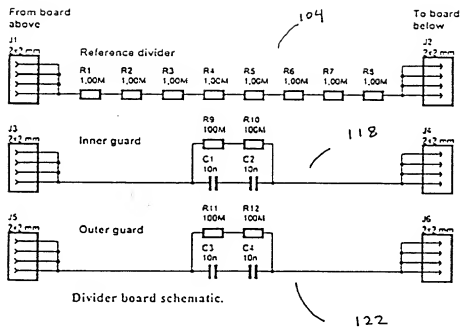 From board
above
To board
below
104
J1
2x2 mm
Reference divider
J2
2x2 mm
R1 R2 R3 R4 R5 R6 R7 R8
1,00M 1,00M 1,00M 1,00M 1,00M 1,00M 1,00M 1,00M
J3
2x2 mm
Inner guard
R9 R10
100M 100M
118
J4
2x2 mm
C1 C2
10n 10n
J5
2x2 mm
Outer guard
R11 R12
100M 100M
J6
2x2 mm
C3 C4
10n 10n
Divider board schematic.
122